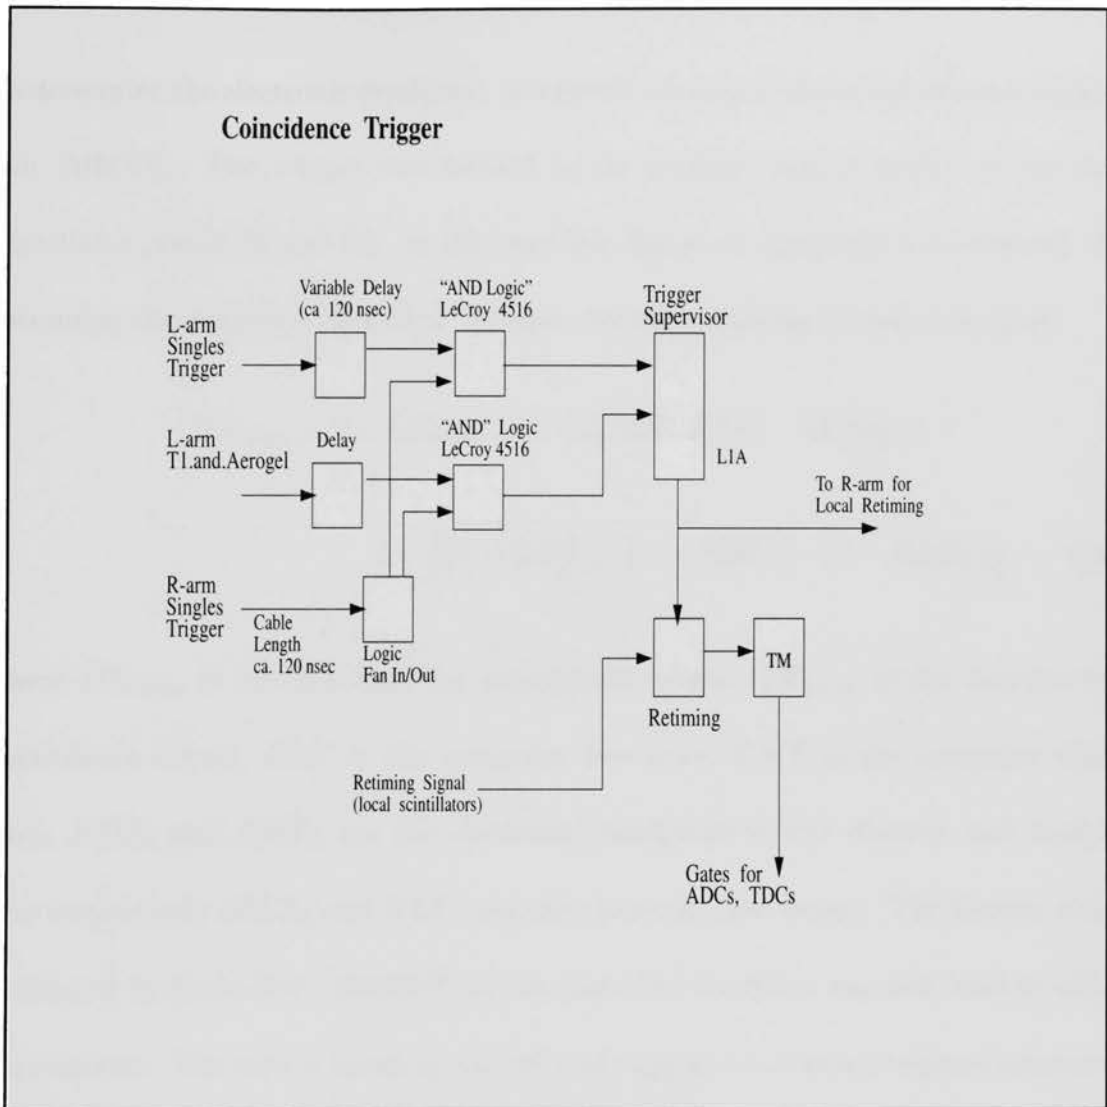 Coincidence Trigger
Variable Delay
(ca 120 nsec)
“AND Logic”
LeCroy 4516
Trigger
Supervisor
L-arm
Singles
Trigger
L-arm
T1.and.Aerogel
Delay
“AND” Logic
LeCroy 4516
L1A
To R-arm for
Local Retiming
R-arm
Singles
Trigger
Cable
Length
ca. 120 nsec
Logic
Fan In/Out
TM
Retiming
Retiming Signal
(local scintillators)
Gates for
ADCs, TDCs